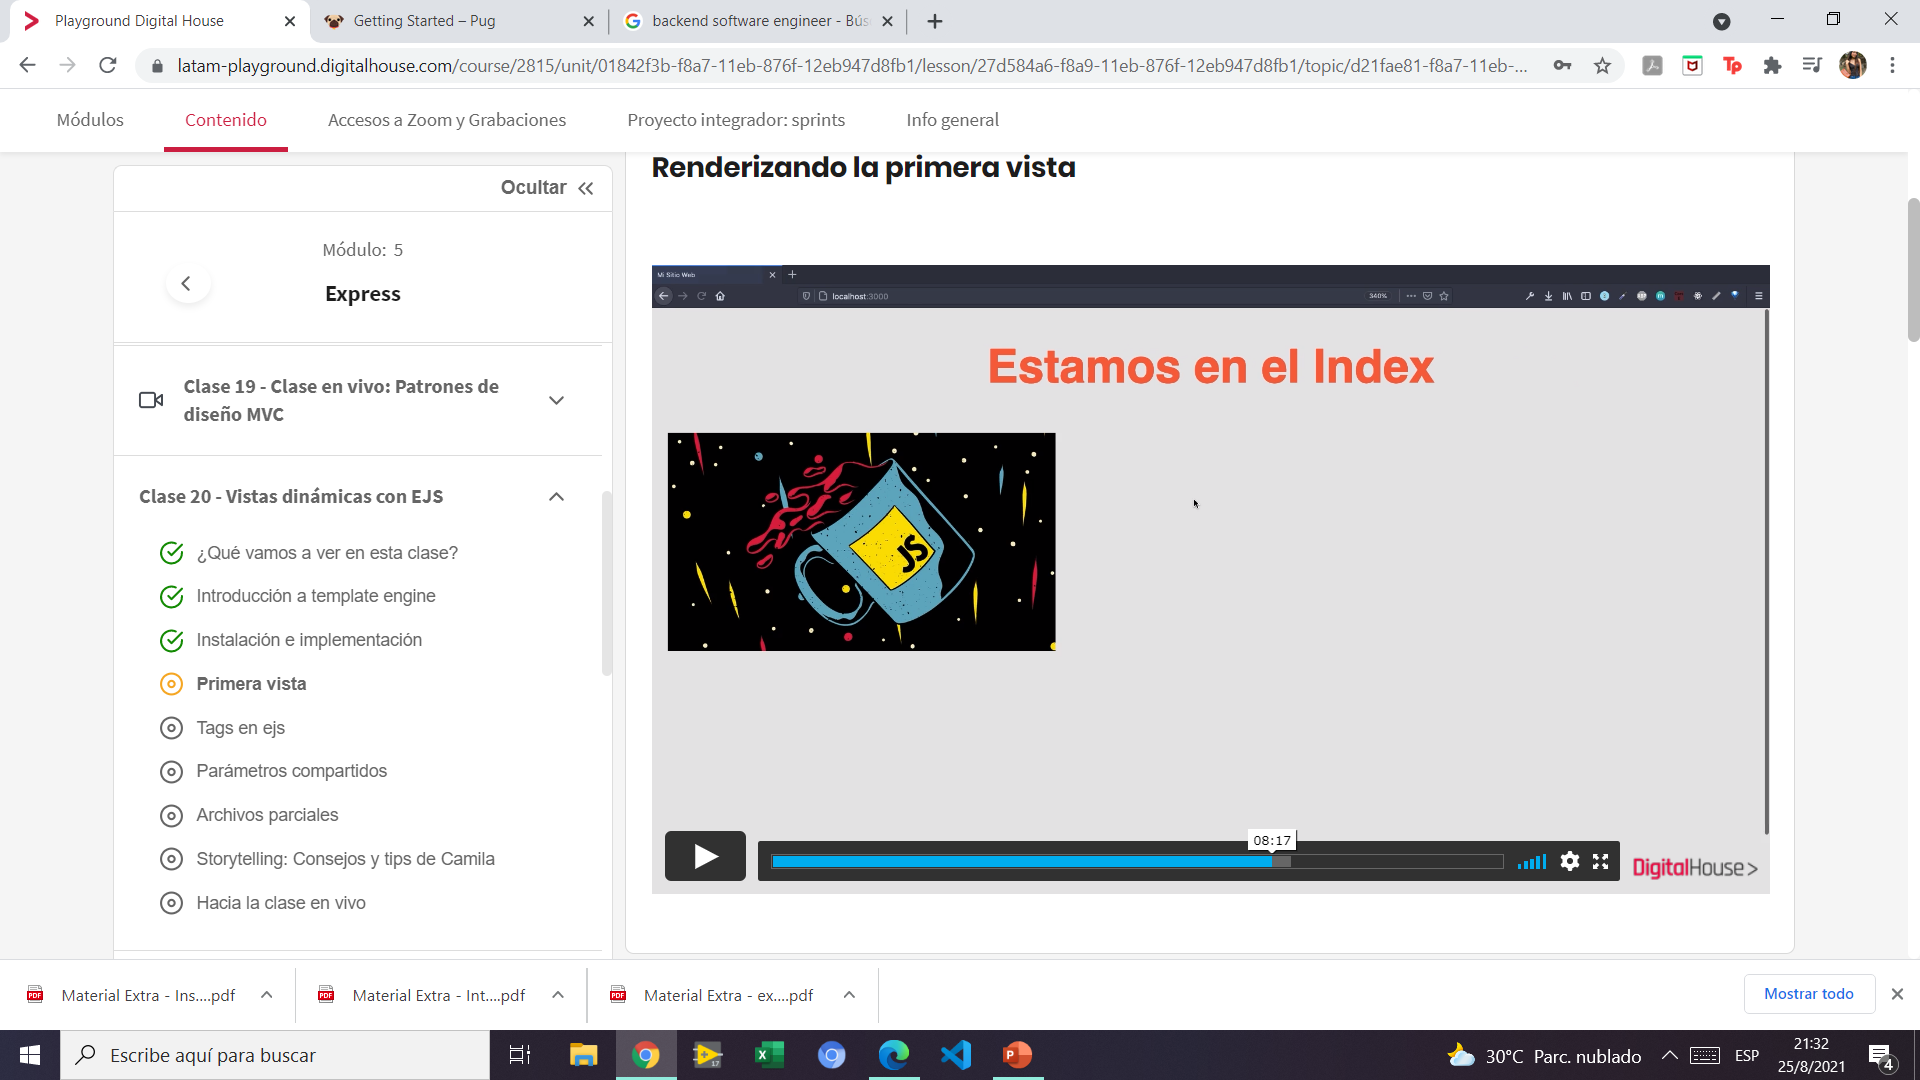 Playground Digital House
Getting Started – Pug
backend software engineer - Bús
latam-playground.digitalhouse.com/course/2815/unit/01842f3b-f8a7-11eb-876f-12eb947d8fb1/lesson/27d584a6-f8a9-11eb-876f-12eb947d8fb1/topic/d21fae81-f8a7-11eb-...
Módulos
Contenido
Accesos a Zoom y Grabaciones
Proyecto integrador: sprints
Info general
Ocultar
Módulo: 5
Express
Clase 19 - Clase en vivo: Patrones de
diseño MVC
Clase 20 - Vistas dinámicas con EJS
¿Qué vamos a ver en esta clase?
Introducción a template engine
Instalación e implementación
Primera vista
Tags en ejs
Parámetros compartidos
Archivos parciales
Storytelling: Consejos y tips de Camila
Hacia la clase en vivo
Renderizando la primera vista
Mi Sitio Web
localhost:3000
340%
Estamos en el Index
JS
08:17
DigitalHouse>
Material Extra - Ins....pdf
Material Extra - Int....pdf
Material Extra - ex....pdf
Mostrar todo
Escribe aquí para buscar
30°C Parc. nublado
ESP
21:32
25/8/2021
4